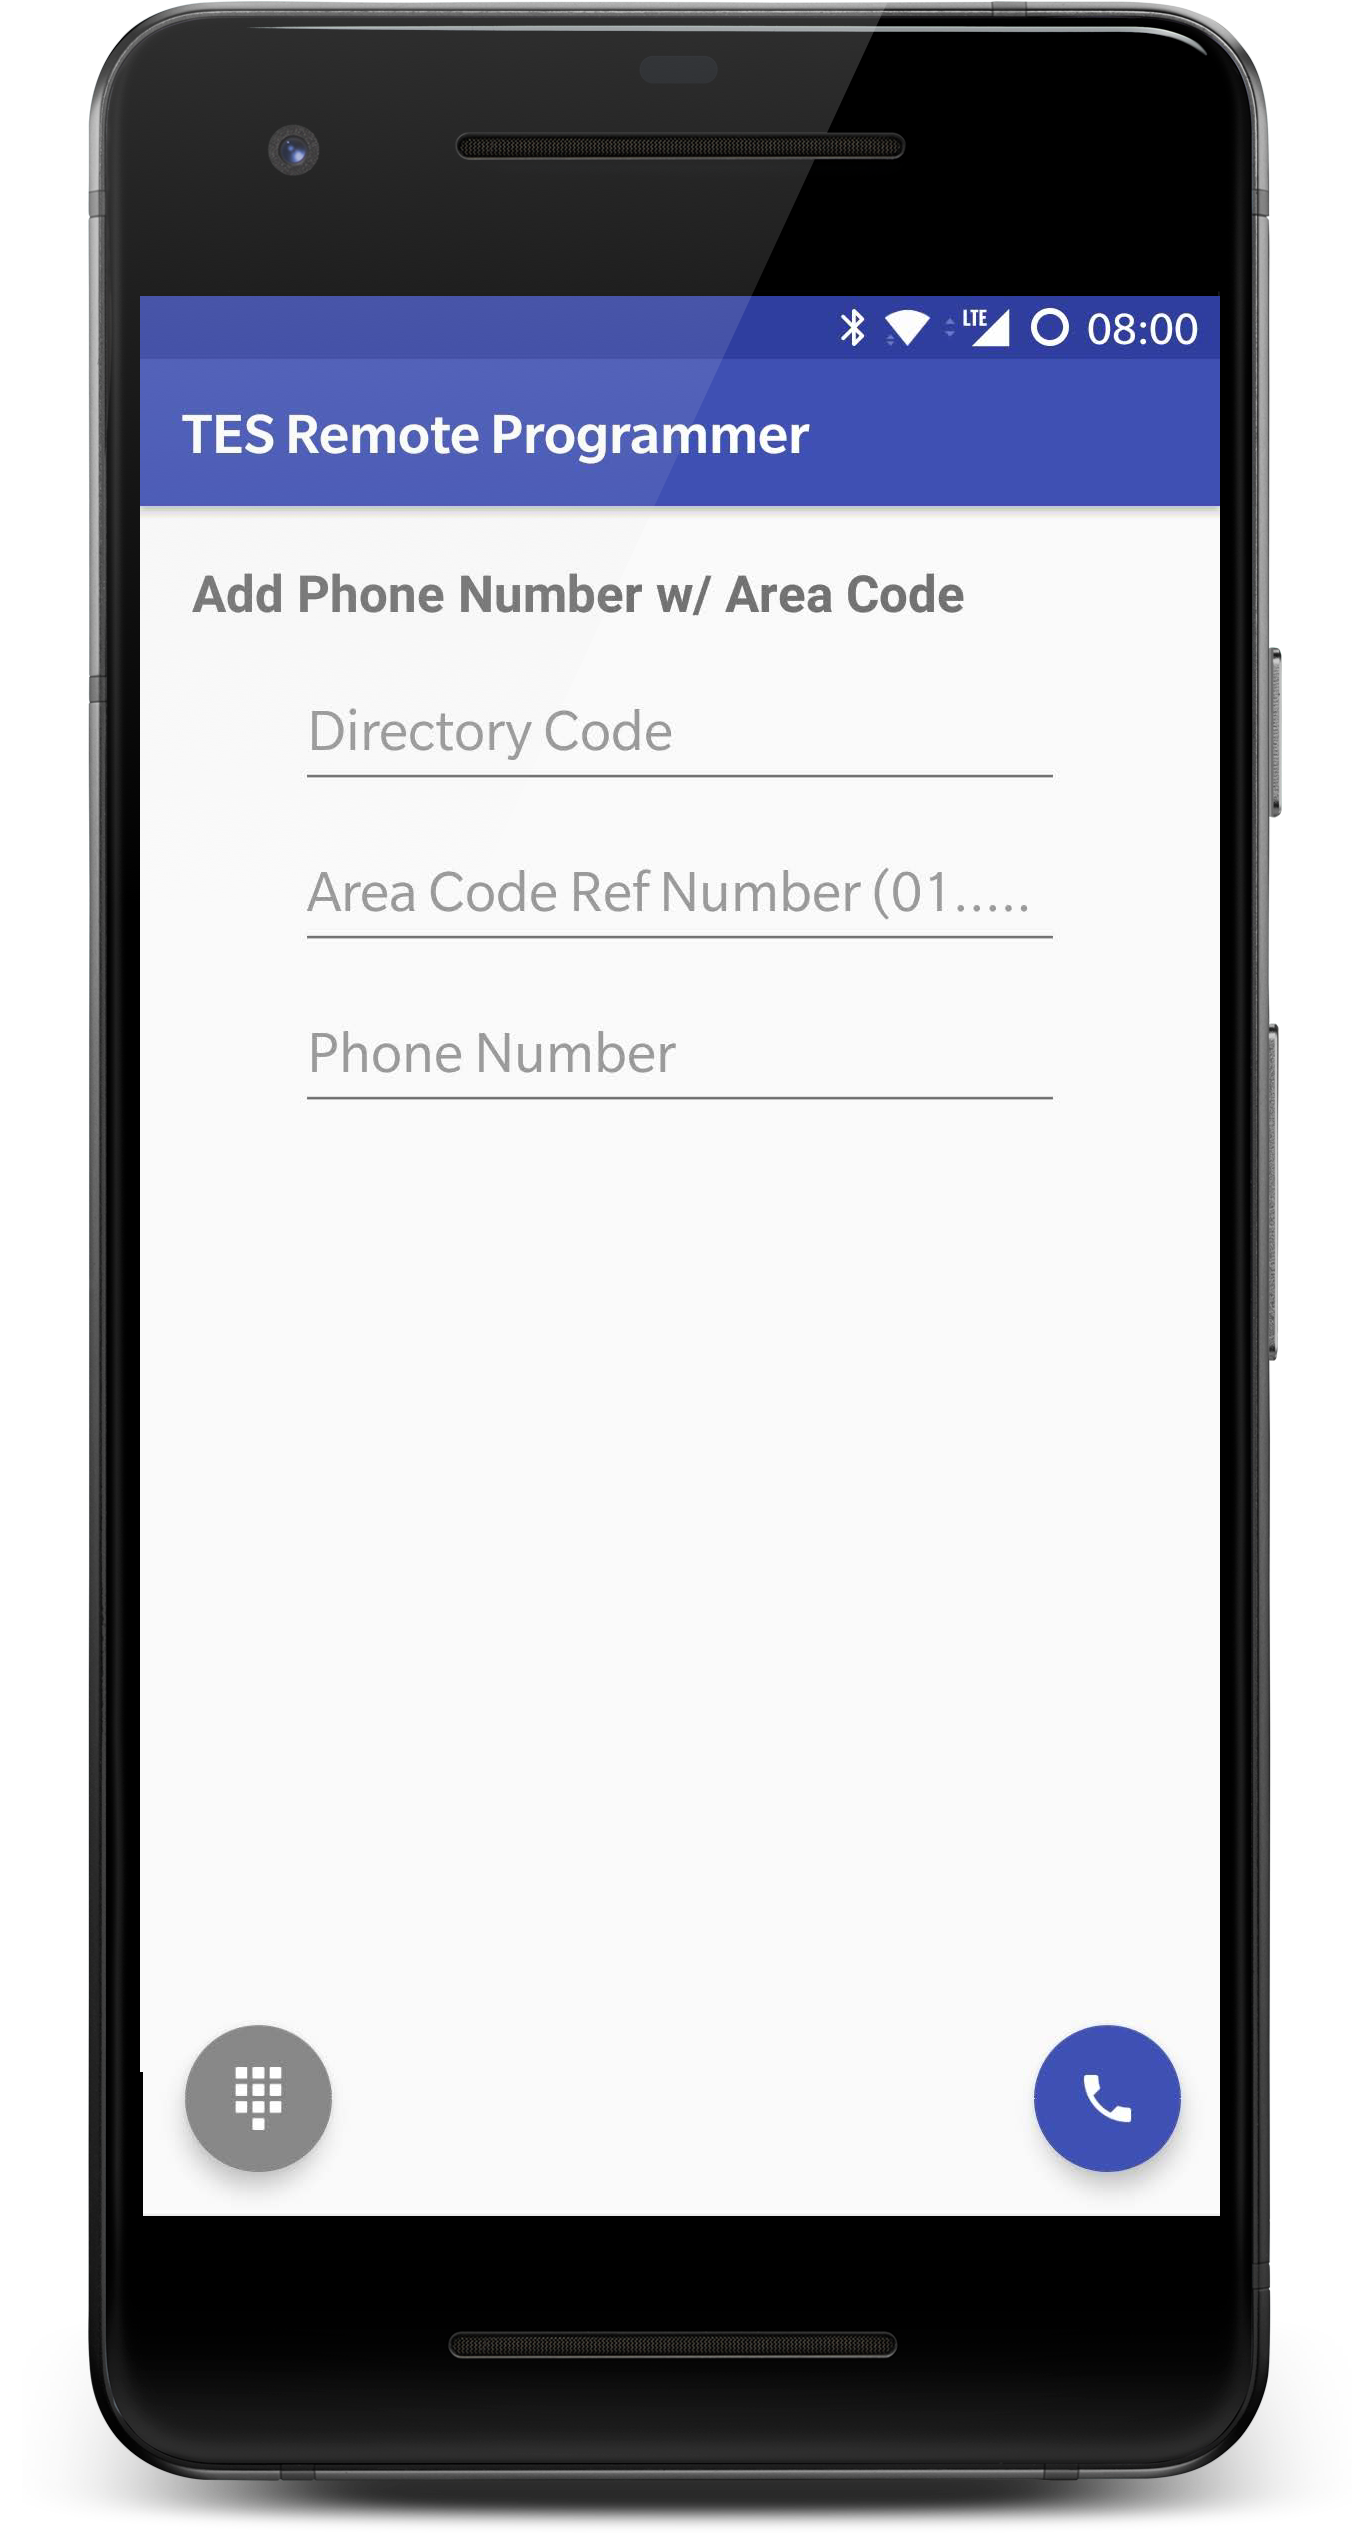 LTE 08:00
TES Remote Programmer
Add Phone Number w/ Area Code
Directory Code
Area Code Ref Number (01.....
Phone Number